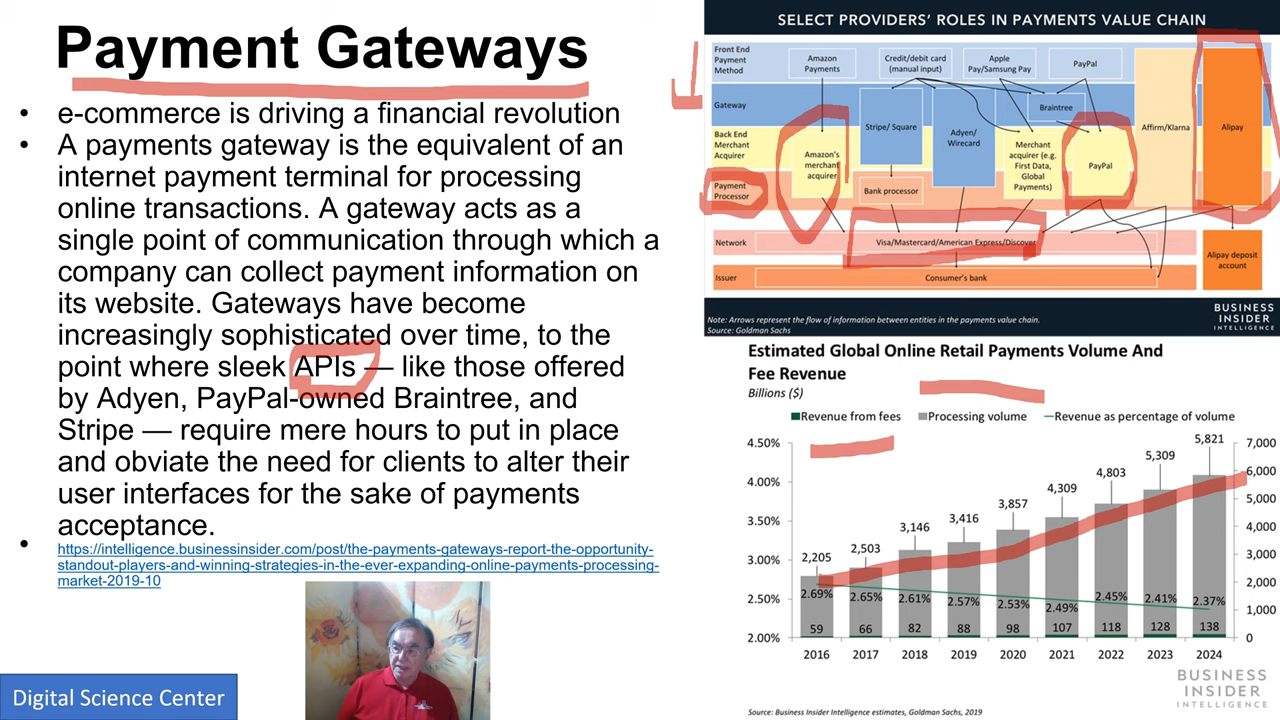 Payment Gateways
• e-commerce is driving a financial revolution
• A payments gateway is the equivalent of an
internet payment terminal for processing
online transactions. A gateway acts as a
single point of communication through which a
company can collect payment information on
its website. Gateways have become
increasingly sophisticated over time, to the
point where sleek APIs — like those offered
by Adyen, PayPal-owned Braintree, and
Stripe — require mere hours to put in place
and obviate the need for clients to alter their
user interfaces for the sake of payments
acceptance.
• https://intelligence.businessinsider.com/post/the-payments-gateways-report-the-opportunity-
standout-players-and-winning-strategies-in-the-ever-expanding-online-payments-processing-
market-2019-10
Digital Science Center
SELECT PROVIDERS' ROLES IN PAYMENTS VALUE CHAIN
Front End
Payment
Method
Amazon
Payments
Credit/debit card
(manual input)
Apple
Pay/Samsung Pay
PayPal
Gateway
Stripe/ Square
Adyen/
Wirecard
Braintree
Affirm/Klarna
Alipay
Back End
Merchant
Acquirer
Amazon's
merchant
acquirer
Merchant
acquirer (e.g.
First Data,
Global
Payments)
PayPal
Payment
Processor
Bank processor
Network
Visa/Mastercard/American Express/Discover
Alipay deposit
account
Issuer
Consumer's bank
Note: Arrows represent the flow of information between entities in the payments value chain.
Source: Goldman Sachs
BUSINESS
INSIDER
INTELLIGENCE
Estimated Global Online Retail Payments Volume And
Fee Revenue
Billions ($)
Revenue from fees Processing volume Revenue as percentage of volume
4.50% 4.00% 3.50% 3.00% 2.50% 2.00%
7,000 6,000 5,000 4,000 3,000 2,000 1,000 0
2,205 2,503 3,146 3,416 3,857 4,309 4,803 5,309 5,821
2.69% 2.65% 2.61% 2.57% 2.53% 2.49% 2.45% 2.41% 2.37%
59 66 82 88 98 107 118 128 138
2016 2017 2018 2019 2020 2021 2022 2023 2024
BUSINESS
INSIDER
INTELLIGENCE
Source: Business Insider Intelligence estimates, Goldman Sachs, 2019